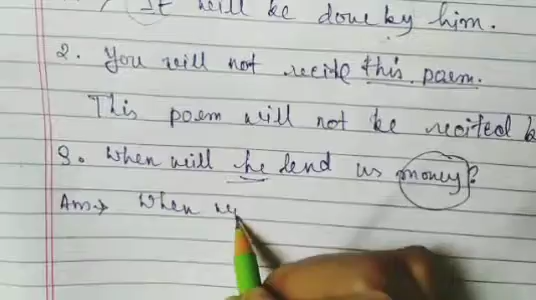 It will be done by him.
2. You will not recite this poem.
This poem will not be recited b
3. When will he lend us money?
Ans→ When w